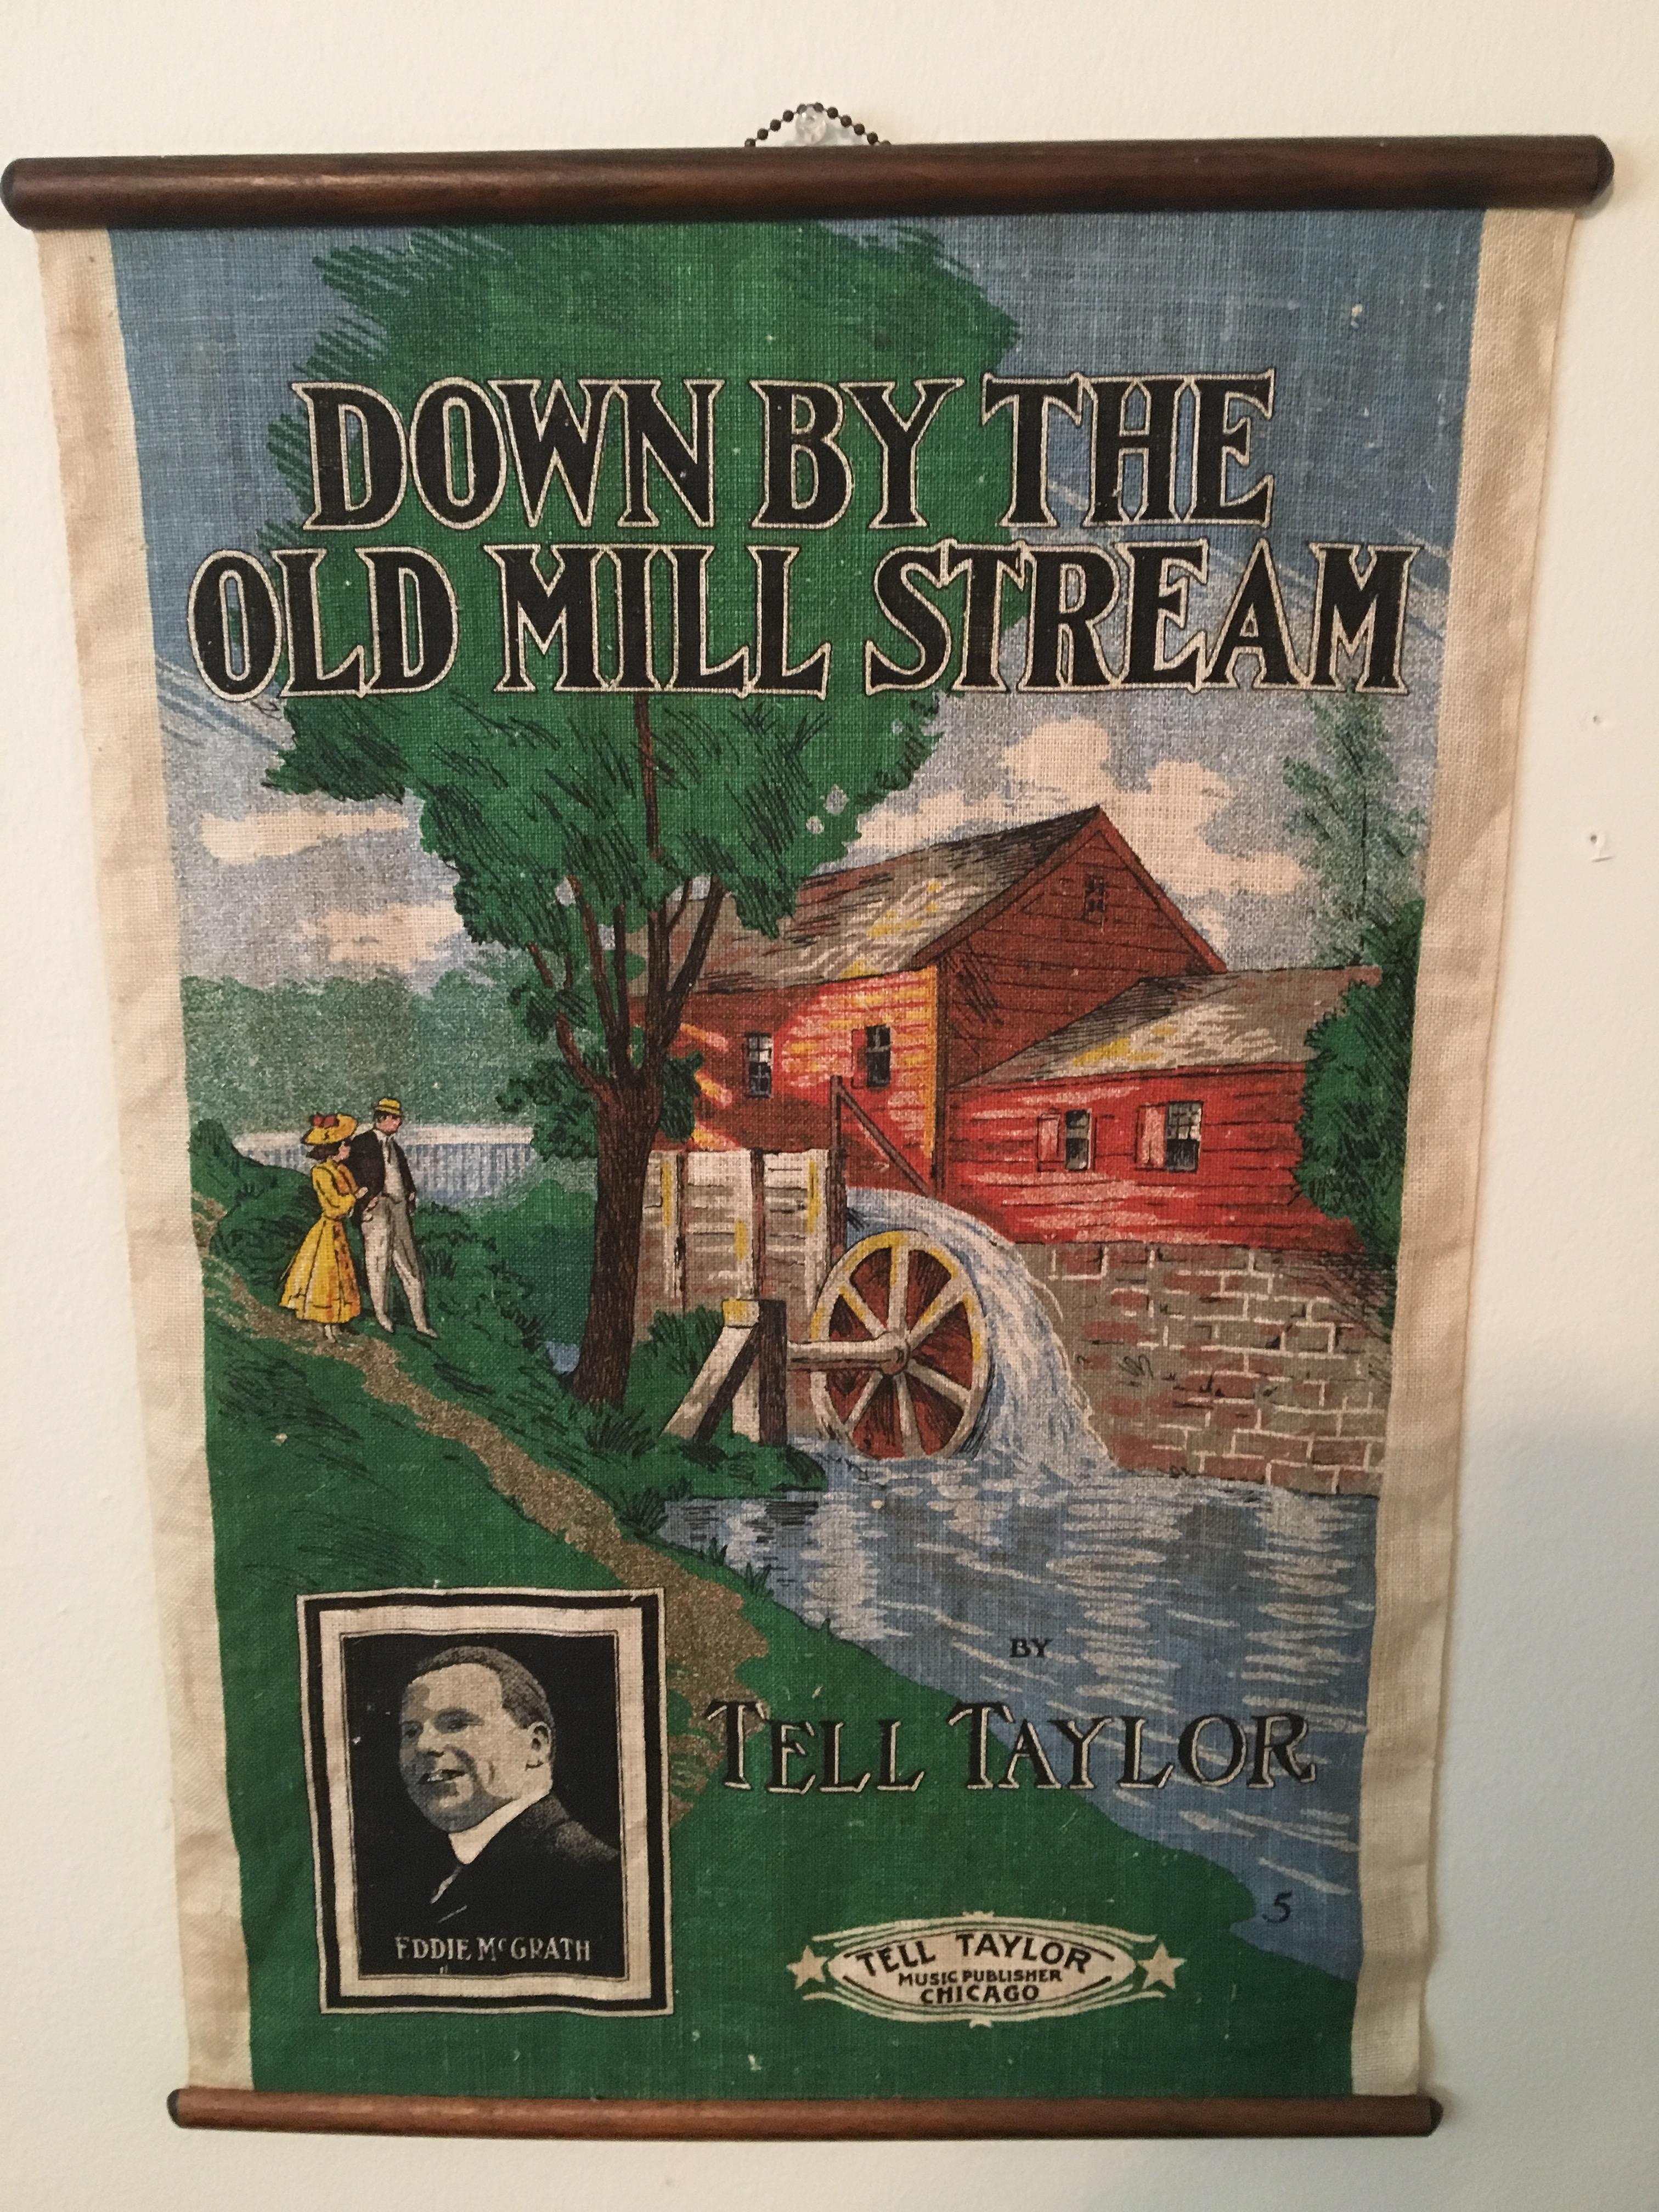 DOWN BY THE
OLD MILL STREAM
BY
TELL TAYLOR
5
EDDIE McGRATH
TELL TAYLOR
MUSIC PUBLISHER
CHICAGO